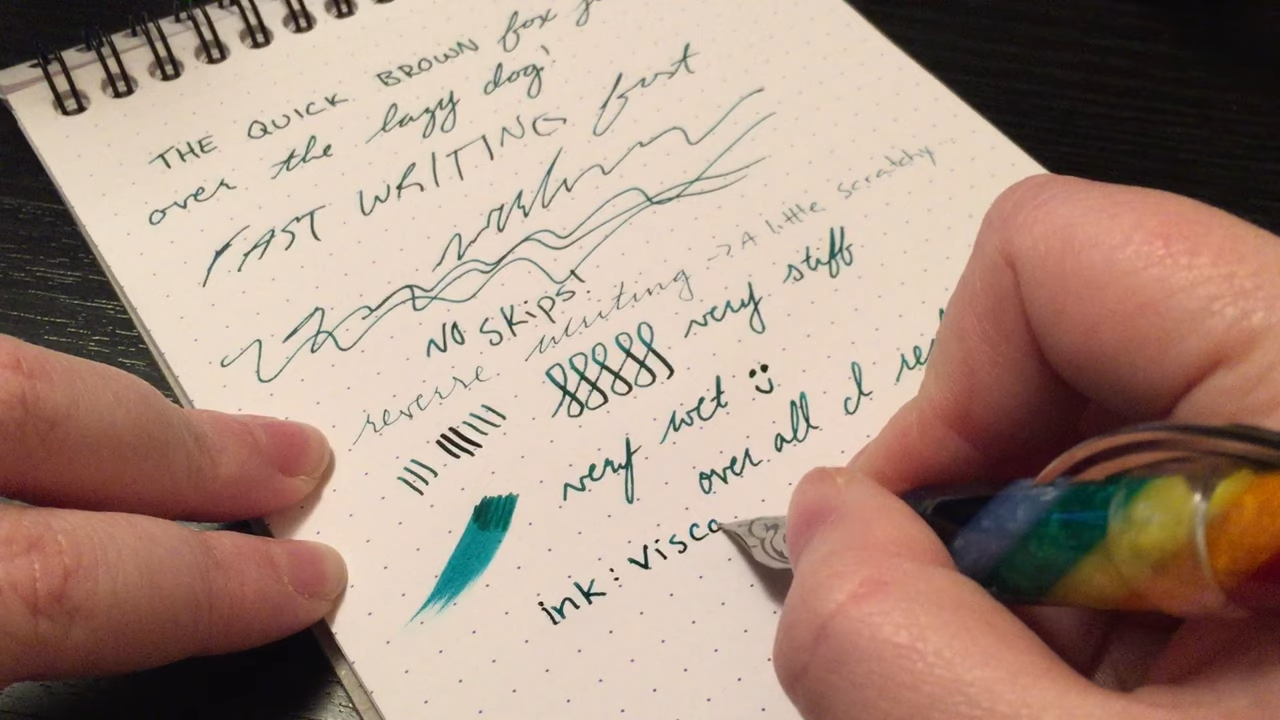 THE QUICK BROWN fox
over the lazy dog!
FAST WRITING fast
NO SKIPS!
reverse writing → A little scratchy...
very stiff
very wet :)
over all I
ink: Visco